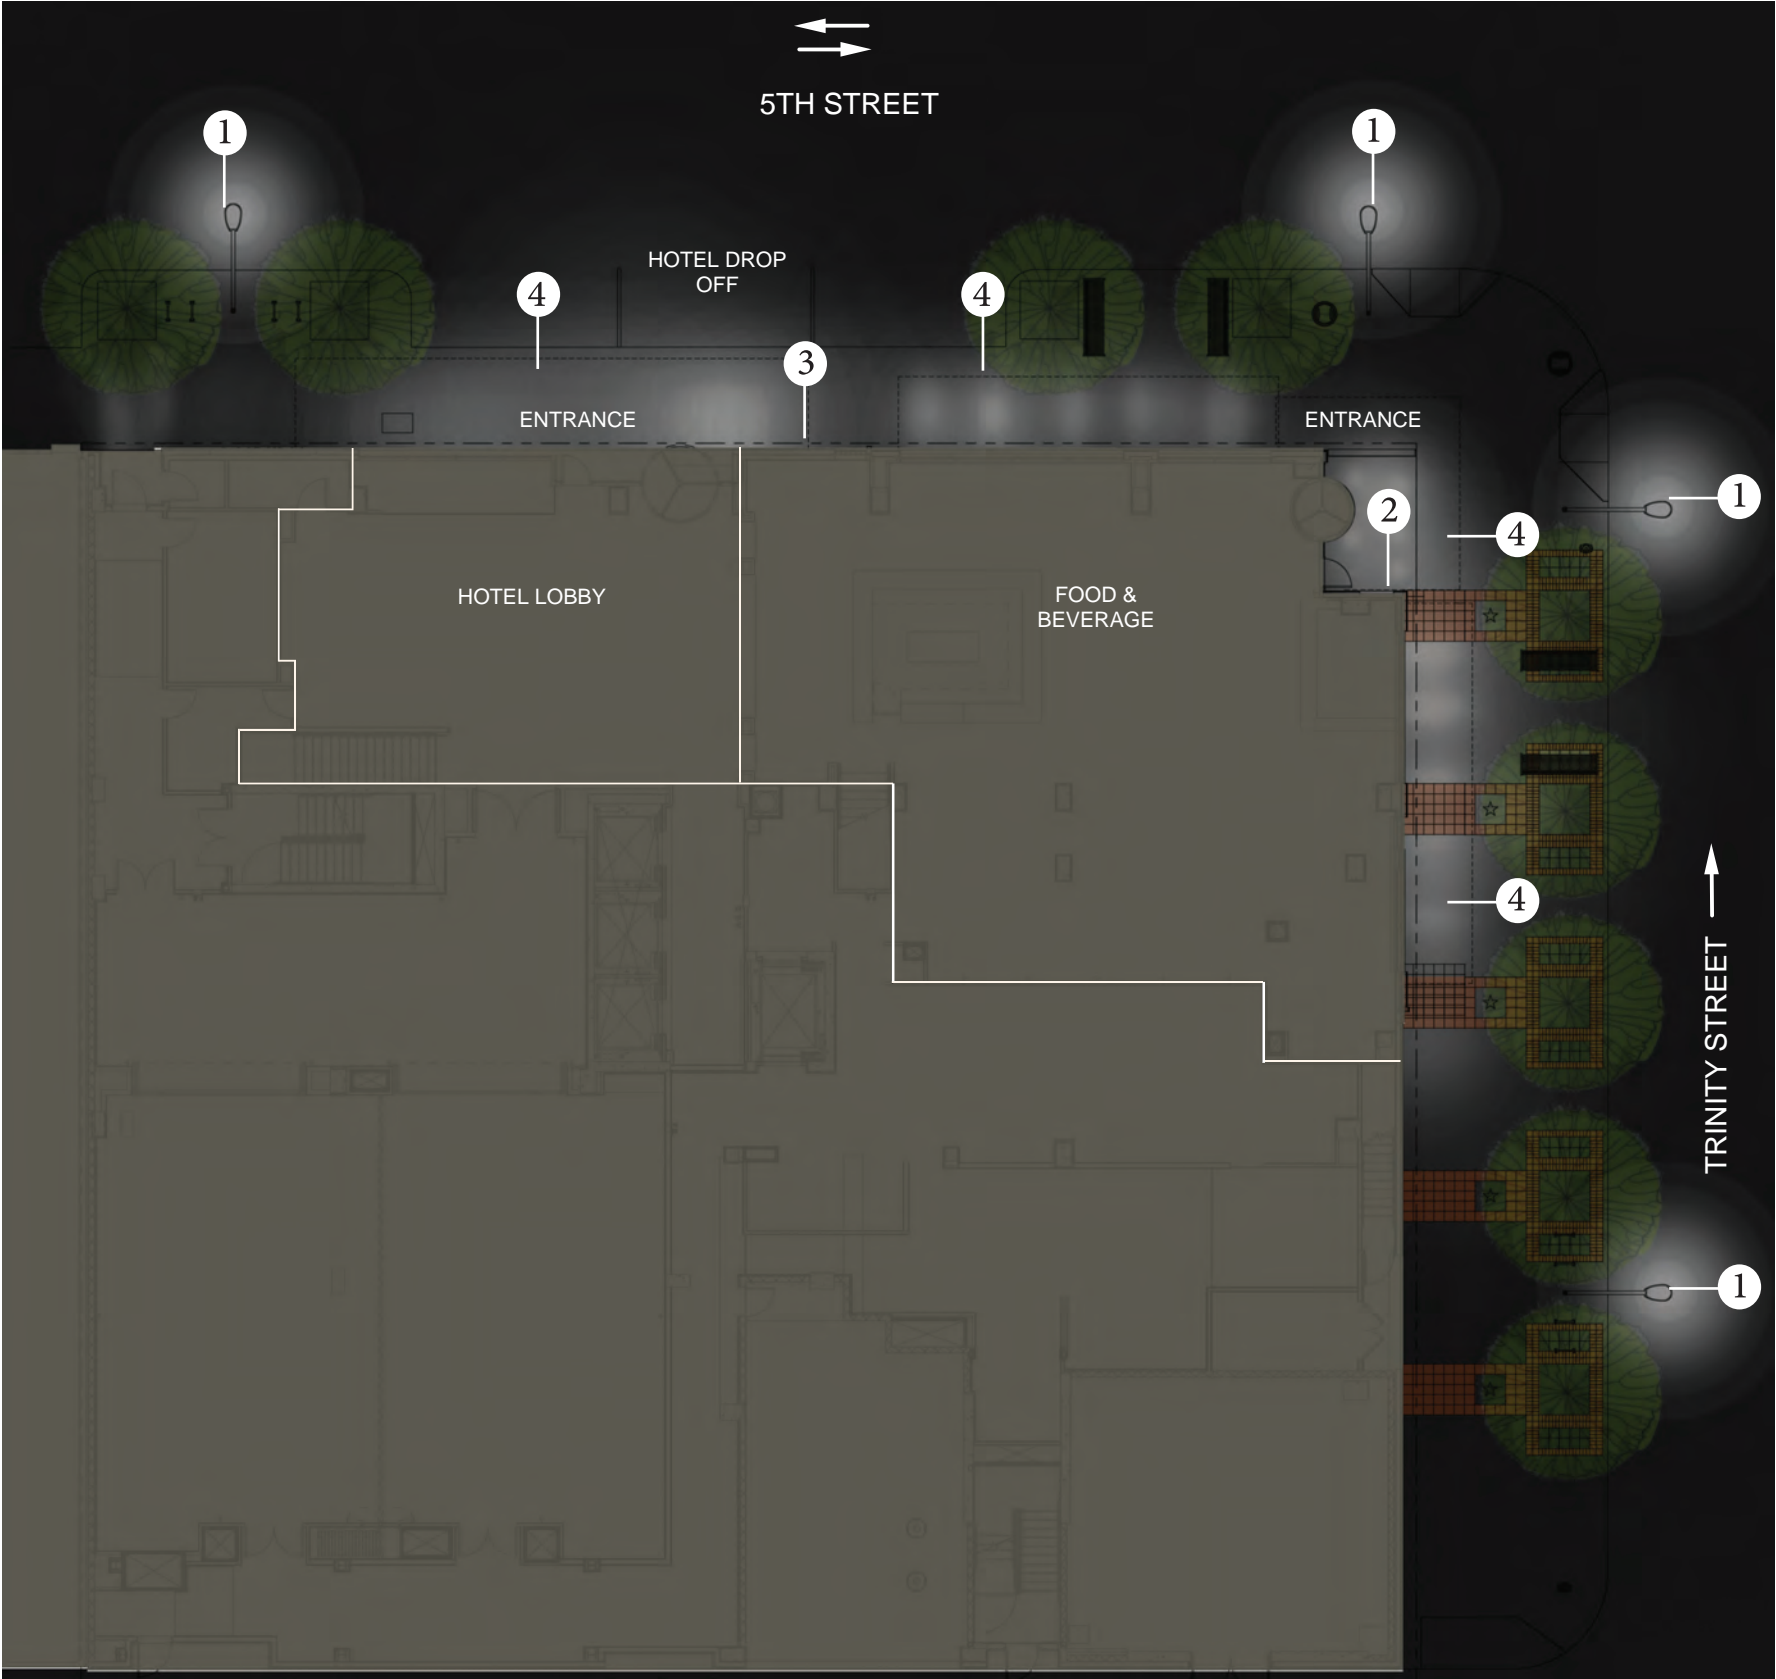 5TH STREET
1
1
HOTEL DROP
OFF
4
4
3
ENTRANCE
ENTRANCE
1
2
4
HOTEL LOBBY
FOOD &
BEVERAGE
4
TRINITY STREET
1